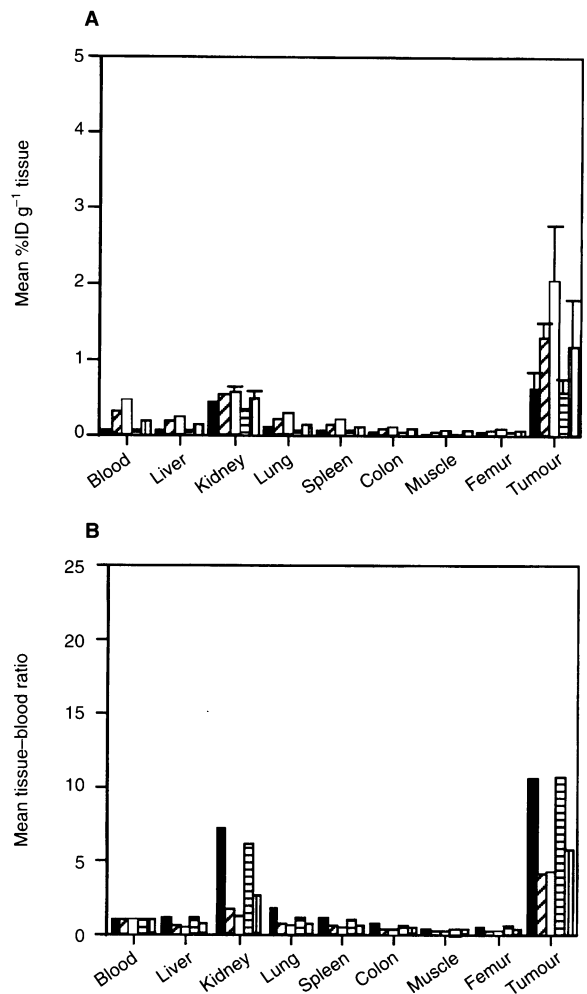 A
Mean %ID g⁻¹ tissue
5
4
3
2
1
0
Blood
Liver
Kidney
Lung
Spleen
Colon
Muscle
Femur
Tumour
B
Mean tissue–blood ratio
25
20
15
10
5
0
Blood
Liver
Kidney
Lung
Spleen
Colon
Muscle
Femur
Tumour